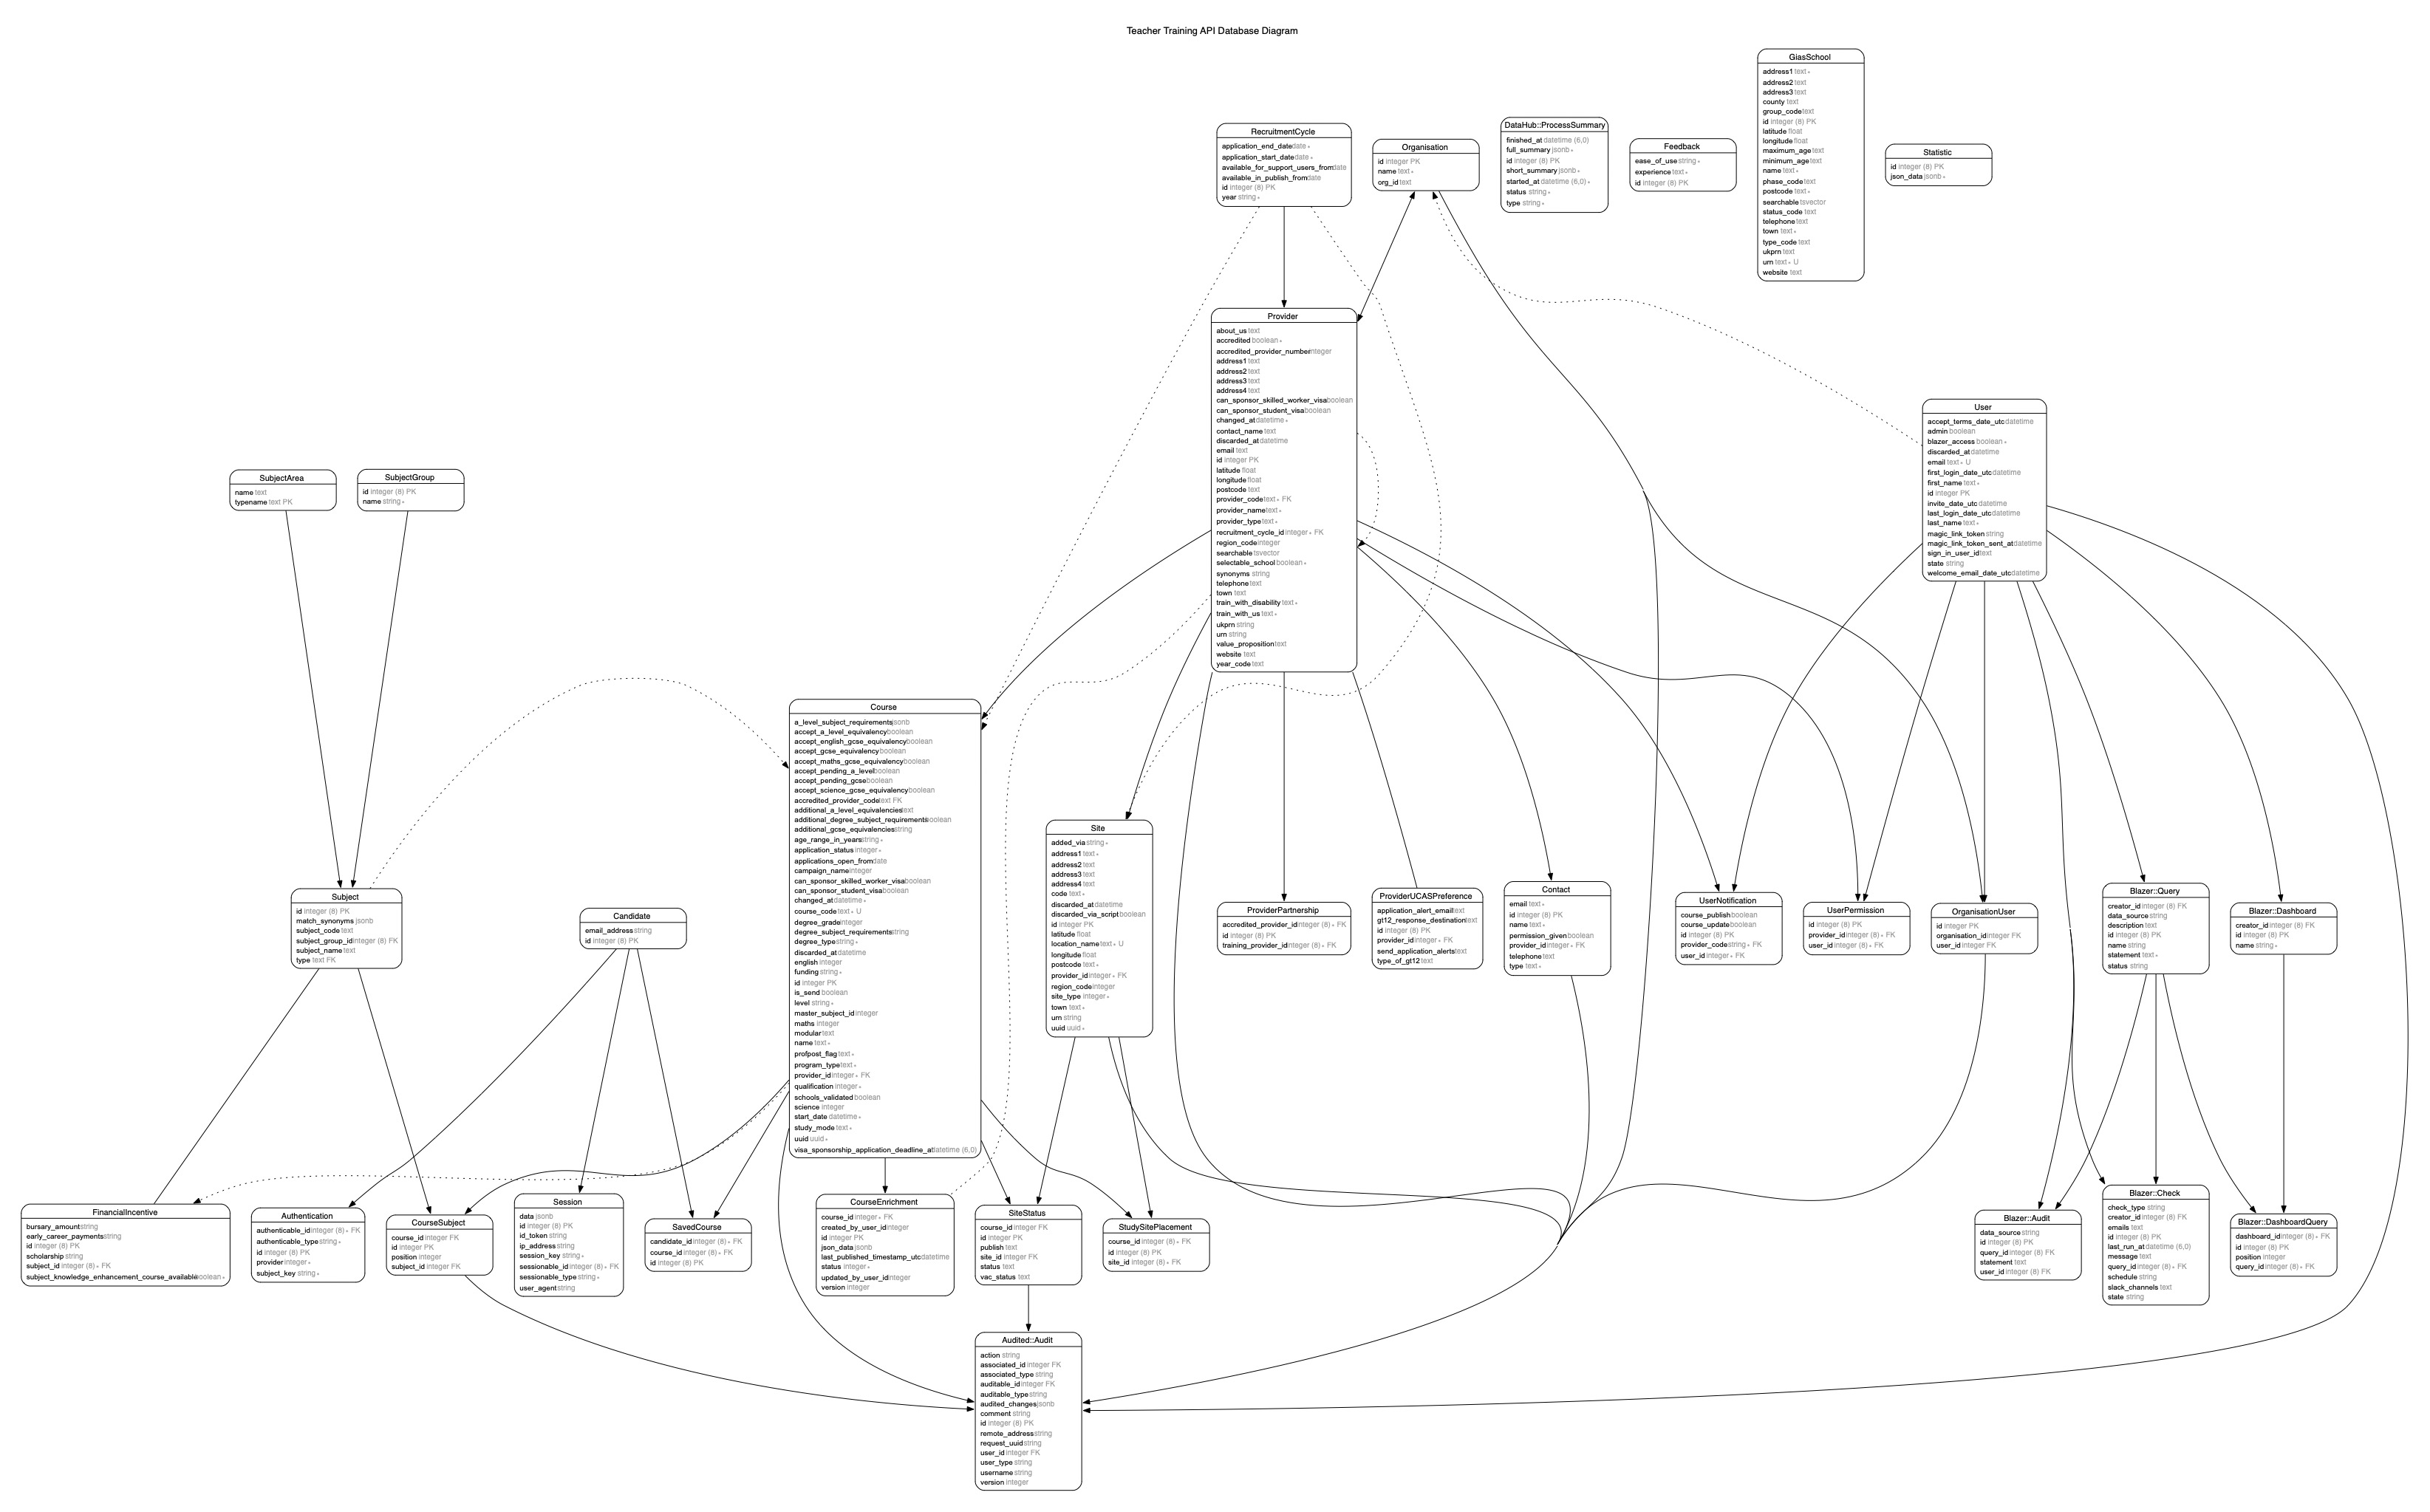 Teacher Training API Database Diagram
GiasSchool
address1 text ∗
address2 text
address3 text
county text
group_code text
id integer (8) PK
latitude float
longitude float
maximum_age text
minimum_age text
name text ∗
phase_code text
postcode text ∗
searchable tsvector
status_code text
telephone text
town text ∗
type_code text
ukprn text
urn text ∗ U
website text
RecruitmentCycle
application_end_date date ∗
application_start_date date ∗
available_for_support_users_from date
available_in_publish_from date
id integer (8) PK
year string ∗
Organisation
id integer PK
name text ∗
org_id text
DataHub::ProcessSummary
finished_at datetime (6,0)
full_summary jsonb ∗
id integer (8) PK
short_summary jsonb ∗
started_at datetime (6,0) ∗
status string ∗
type string ∗
Feedback
ease_of_use string ∗
experience text ∗
id integer (8) PK
Statistic
id integer (8) PK
json_data jsonb ∗
Provider
about_us text
accredited boolean ∗
accredited_provider_number integer
address1 text
address2 text
address3 text
address4 text
can_sponsor_skilled_worker_visa boolean
can_sponsor_student_visa boolean
changed_at datetime ∗
contact_name text
discarded_at datetime
email text
id integer PK
latitude float
longitude float
postcode text
provider_code text ∗ FK
provider_name text ∗
provider_type text ∗
recruitment_cycle_id integer ∗ FK
region_code integer
searchable tsvector
selectable_school boolean ∗
synonyms string
telephone text
town text
train_with_disability text ∗
train_with_us text ∗
ukprn string
urn string
value_proposition text
website text
year_code text
User
accept_terms_date_utc datetime
admin boolean
blazer_access boolean ∗
discarded_at datetime
email text ∗ U
first_login_date_utc datetime
first_name text ∗
id integer PK
invite_date_utc datetime
last_login_date_utc datetime
last_name text ∗
magic_link_token string
magic_link_token_sent_at datetime
sign_in_user_id text
state string
welcome_email_date_utc datetime
SubjectArea
name text
typename text PK
SubjectGroup
id integer (8) PK
name string ∗
Course
a_level_subject_requirements jsonb
accept_a_level_equivalency boolean
accept_english_gcse_equivalency boolean
accept_gcse_equivalency boolean
accept_maths_gcse_equivalency boolean
accept_pending_a_level boolean
accept_pending_gcse boolean
accept_science_gcse_equivalency boolean
accredited_provider_code text FK
additional_a_level_equivalencies text
additional_degree_subject_requirements boolean
additional_gcse_equivalencies string
age_range_in_years string ∗
application_status integer ∗
applications_open_from date
campaign_name integer
can_sponsor_skilled_worker_visa boolean
can_sponsor_student_visa boolean
changed_at datetime ∗
course_code text ∗ U
degree_grade integer
degree_subject_requirements string
degree_type string ∗
discarded_at datetime
english integer
funding string ∗
id integer PK
is_send boolean
level string ∗
master_subject_id integer
maths integer
modular text
name text ∗
profpost_flag text ∗
program_type text ∗
provider_id integer ∗ FK
qualification integer ∗
schools_validated boolean
science integer
start_date datetime ∗
study_mode text ∗
uuid uuid ∗
visa_sponsorship_application_deadline_at datetime (6,0)
Site
added_via string ∗
address1 text ∗
address2 text
address3 text
address4 text
code text ∗
discarded_at datetime
discarded_via_script boolean
id integer PK
latitude float
location_name text ∗ U
longitude float
postcode text ∗
provider_id integer ∗ FK
region_code integer
site_type integer ∗
town text ∗
urn string
uuid uuid ∗
Subject
id integer (8) PK
match_synonyms jsonb
subject_code text
subject_group_id integer (8) FK
subject_name text
type text FK
Candidate
email_address string
id integer (8) PK
ProviderPartnership
accredited_provider_id integer (8) ∗ FK
id integer (8) PK
training_provider_id integer (8) ∗ FK
ProviderUCASPreference
application_alert_email text
gt12_response_destination text
id integer (8) PK
provider_id integer ∗ FK
send_application_alerts text
type_of_gt12 text
Contact
email text ∗
id integer (8) PK
name text ∗
permission_given boolean
provider_id integer ∗ FK
telephone text
type text ∗
UserNotification
course_publish boolean
course_update boolean
id integer (8) PK
provider_code string ∗ FK
user_id integer ∗ FK
UserPermission
id integer (8) PK
provider_id integer (8) ∗ FK
user_id integer (8) ∗ FK
OrganisationUser
id integer PK
organisation_id integer FK
user_id integer FK
Blazer::Query
creator_id integer (8) FK
data_source string
description text
id integer (8) PK
name string
statement text ∗
status string
Blazer::Dashboard
creator_id integer (8) FK
id integer (8) PK
name string ∗
FinancialIncentive
bursary_amount string
early_career_payments string
id integer (8) PK
scholarship string
subject_id integer (8) ∗ FK
subject_knowledge_enhancement_course_available boolean ∗
Authentication
authenticable_id integer (8) ∗ FK
authenticable_type string ∗
id integer (8) PK
provider integer ∗
subject_key string ∗
CourseSubject
course_id integer FK
id integer PK
position integer
subject_id integer FK
Session
data jsonb
id integer (8) PK
id_token string
ip_address string
session_key string ∗
sessionable_id integer (8) ∗ FK
sessionable_type string ∗
user_agent string
SavedCourse
candidate_id integer (8) ∗ FK
course_id integer (8) ∗ FK
id integer (8) PK
CourseEnrichment
course_id integer ∗ FK
created_by_user_id integer
id integer PK
json_data jsonb
last_published_timestamp_utc datetime
status integer ∗
updated_by_user_id integer
version integer
SiteStatus
course_id integer FK
id integer PK
publish text
site_id integer FK
status text
vac_status text
StudySitePlacement
course_id integer (8) ∗ FK
id integer (8) PK
site_id integer (8) ∗ FK
Blazer::Audit
data_source string
id integer (8) PK
query_id integer (8) FK
statement text
user_id integer (8) FK
Blazer::Check
check_type string
creator_id integer (8) FK
emails text
id integer (8) PK
last_run_at datetime (6,0)
message text
query_id integer (8) ∗ FK
schedule string
slack_channels text
state string
Blazer::DashboardQuery
dashboard_id integer (8) ∗ FK
id integer (8) PK
position integer
query_id integer (8) ∗ FK
Audited::Audit
action string
associated_id integer FK
associated_type string
auditable_id integer FK
auditable_type string
audited_changes jsonb
comment string
id integer (8) PK
remote_address string
request_uuid string
user_id integer FK
user_type string
username string
version integer